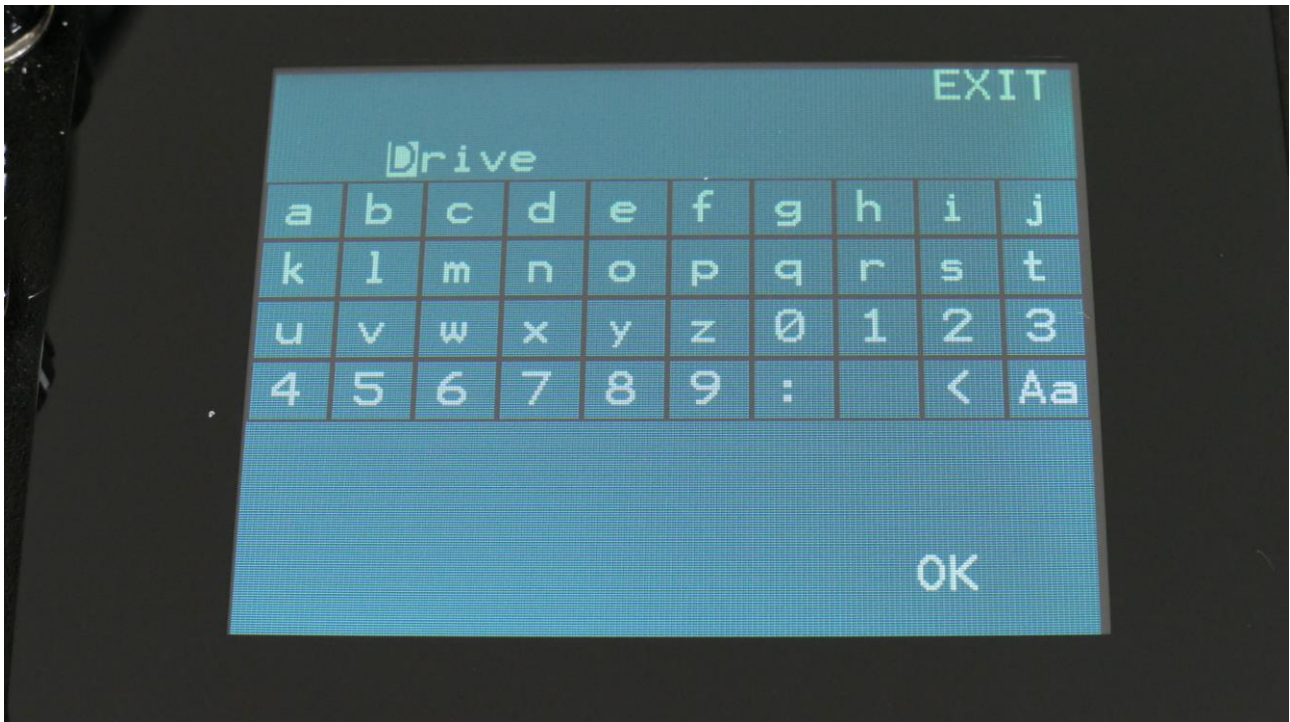 EXIT
Drive
a b c d e f g h i j
k l m n o p q r s t
u v w x y z 0 1 2 3
4 5 6 7 8 9 : < Aa
OK